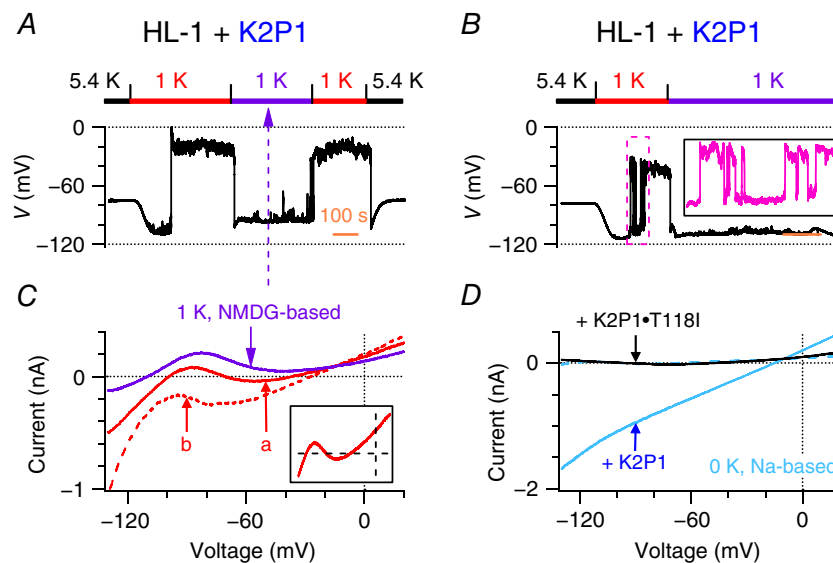 A
HL-1 + K2P1
5.4 K 1 K 1 K 1 K 5.4 K
V (mV)
0
−60
−120
100 s
B
HL-1 + K2P1
5.4 K 1 K 1 K
V (mV)
0
−60
−120
C
1 K, NMDG-based
Current (nA)
0
−1
b
a
−120 −60 0
Voltage (mV)
D
+ K2P1•T118I
Current (nA)
0
−2
+ K2P1
0 K, Na-based
−120 −60 0
Voltage (mV)